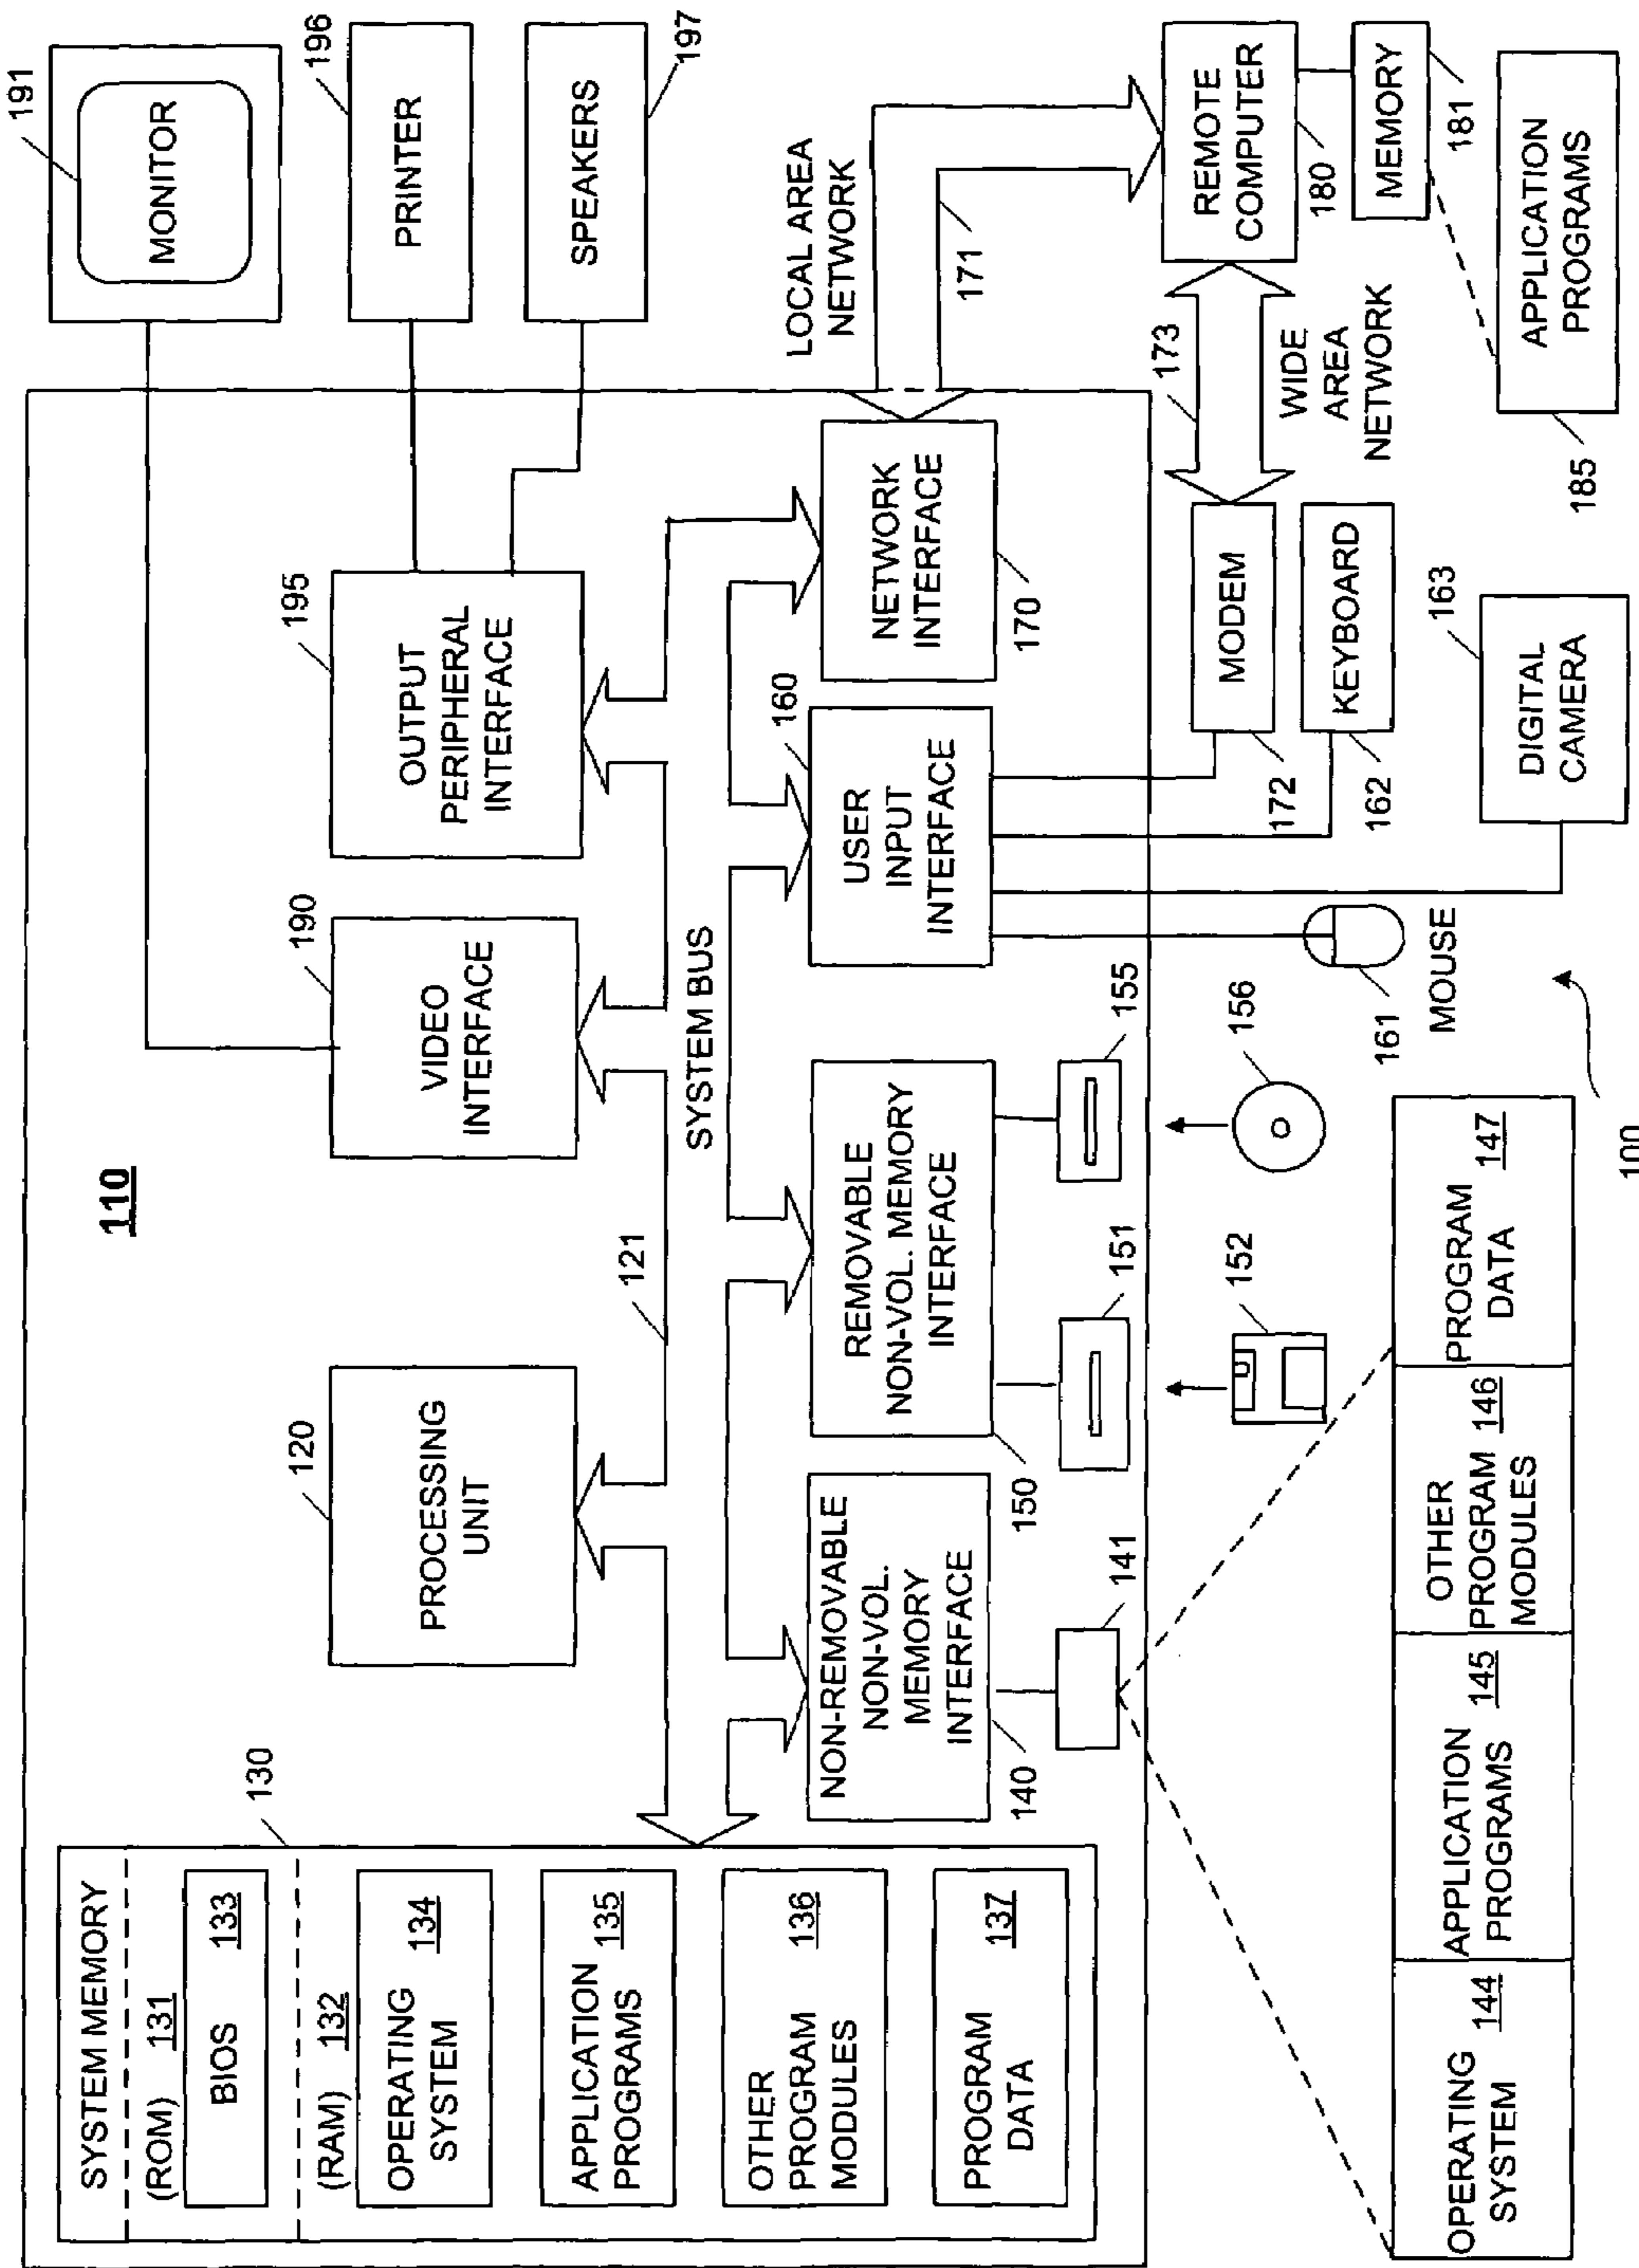 110
SYSTEM MEMORY
(ROM) 131
BIOS 133
(RAM) 132
OPERATING
SYSTEM 134
APPLICATION
PROGRAMS 135
OTHER
PROGRAM
MODULES 136
PROGRAM
DATA 137
130
PROCESSING
UNIT
120
121
SYSTEM BUS
VIDEO
INTERFACE
190
OUTPUT
PERIPHERAL
INTERFACE
195
MONITOR
191
PRINTER
196
SPEAKERS
197
NON-REMOVABLE
NON-VOL.
MEMORY
INTERFACE
140
141
REMOVABLE
NON-VOL. MEMORY
INTERFACE
150
151
152
155
156
USER
INPUT
INTERFACE
160
NETWORK
INTERFACE
170
LOCAL AREA
NETWORK
171
173
WIDE
AREA
NETWORK
REMOTE
COMPUTER
180
MEMORY
181
APPLICATION
PROGRAMS
185
MODEM
172
KEYBOARD
162
DIGITAL
CAMERA
163
161
MOUSE
OPERATING
SYSTEM 144
APPLICATION
PROGRAMS 145
OTHER
PROGRAM
MODULES 146
PROGRAM
DATA 147
100